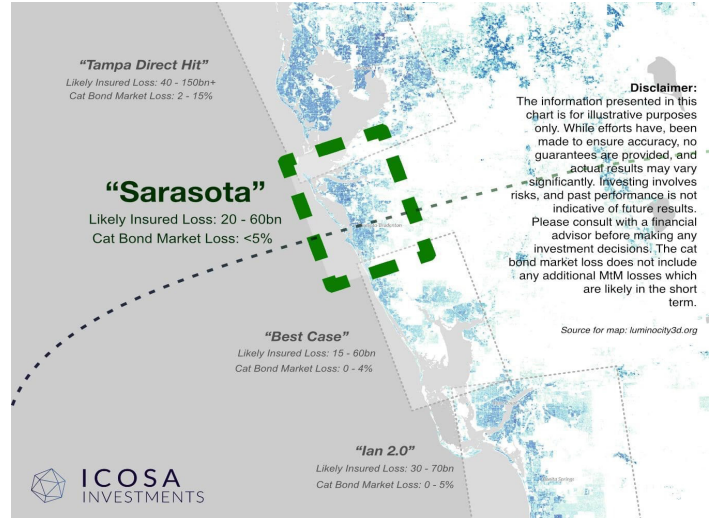 “Tampa Direct Hit”
Likely Insured Loss: 40 - 150bn+
Cat Bond Market Loss: 2 - 15%
“Sarasota”
Likely Insured Loss: 20 - 60bn
Cat Bond Market Loss: <5%
“Best Case”
Likely Insured Loss: 15 - 60bn
Cat Bond Market Loss: 0 - 4%
“Ian 2.0”
Likely Insured Loss: 30 - 70bn
Cat Bond Market Loss: 0 - 5%
Disclaimer:
The information presented in this
chart is for illustrative purposes
only. While efforts have, been
made to ensure accuracy, no
guarantees are provided, and
actual results may vary
significantly. Investing involves
risks, and past performance is not
indicative of future results.
Please consult with a financial
advisor before making any
investment decisions. The cat
bond market loss does not include
any additional MtM losses which
are likely in the short
term.
Source for map: luminocity3d.org
ICOSA
INVESTMENTS